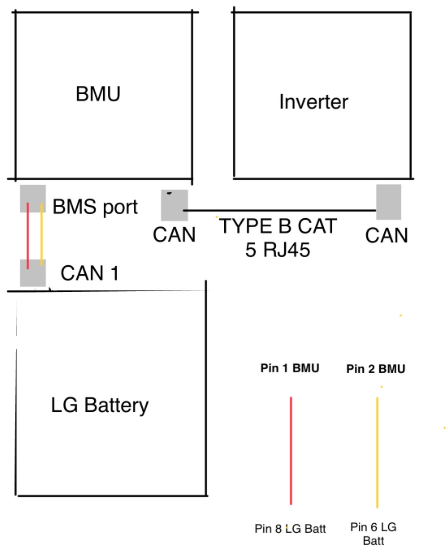 BMU
Inverter
BMS port
CAN
TYPE B CAT
5 RJ45
CAN
CAN 1
LG Battery
Pin 1 BMU
Pin 2 BMU
Pin 8 LG Batt
Pin 6 LG
Batt